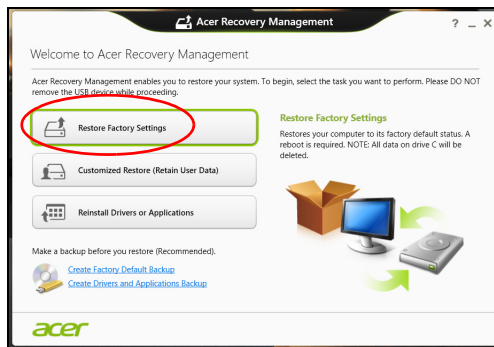 Acer Recovery Management
? _ X
Welcome to Acer Recovery Management
Acer Recovery Management enables you to restore your system. To begin, select the task you want to perform. Please DO NOT
remove the USB device while proceeding.
Restore Factory Settings
Customized Restore (Retain User Data)
Reinstall Drivers or Applications
Restore Factory Settings
Restores your computer to its factory default status. A
reboot is required. NOTE: All data on drive C will be
deleted.
Make a backup before you restore (Recommended).
Create Factory Default Backup
Create Drivers and Applications Backup
acer